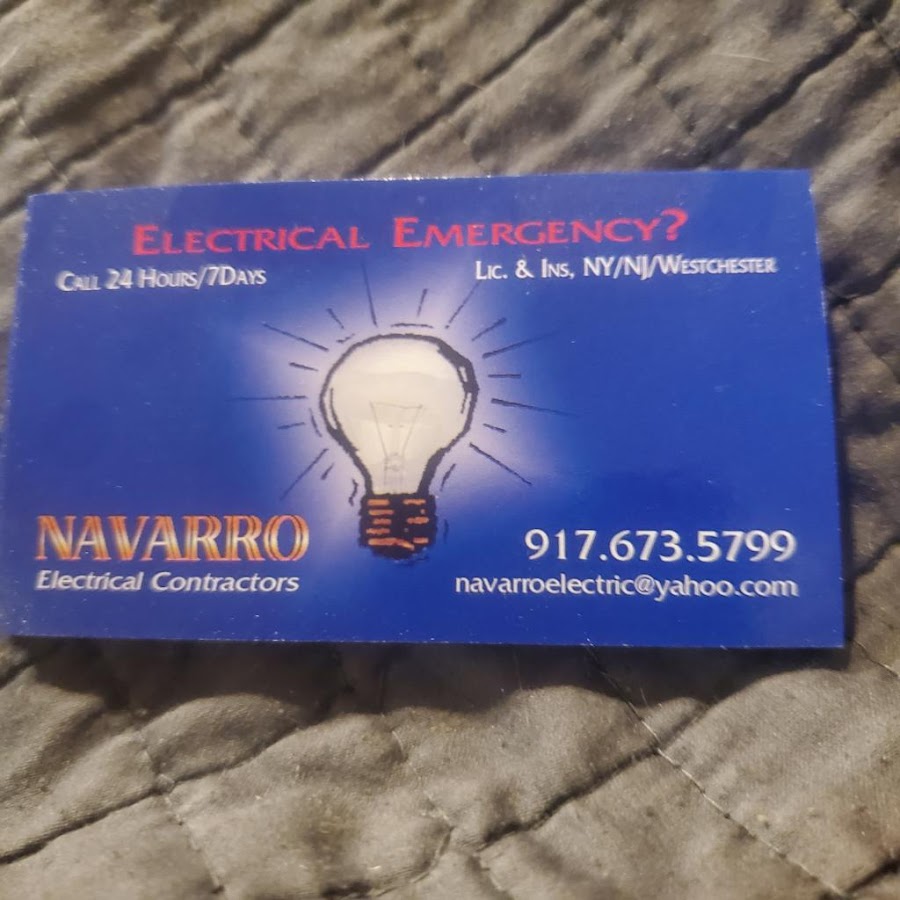 ELECTRICAL EMERGENCY?
CALL 24 HOURS/7DAYS
LIC. & INS, NY/NJ/WESTCHESTER
NAVARRO
Electrical Contractors
917.673.5799
navarroelectric@yahoo.com